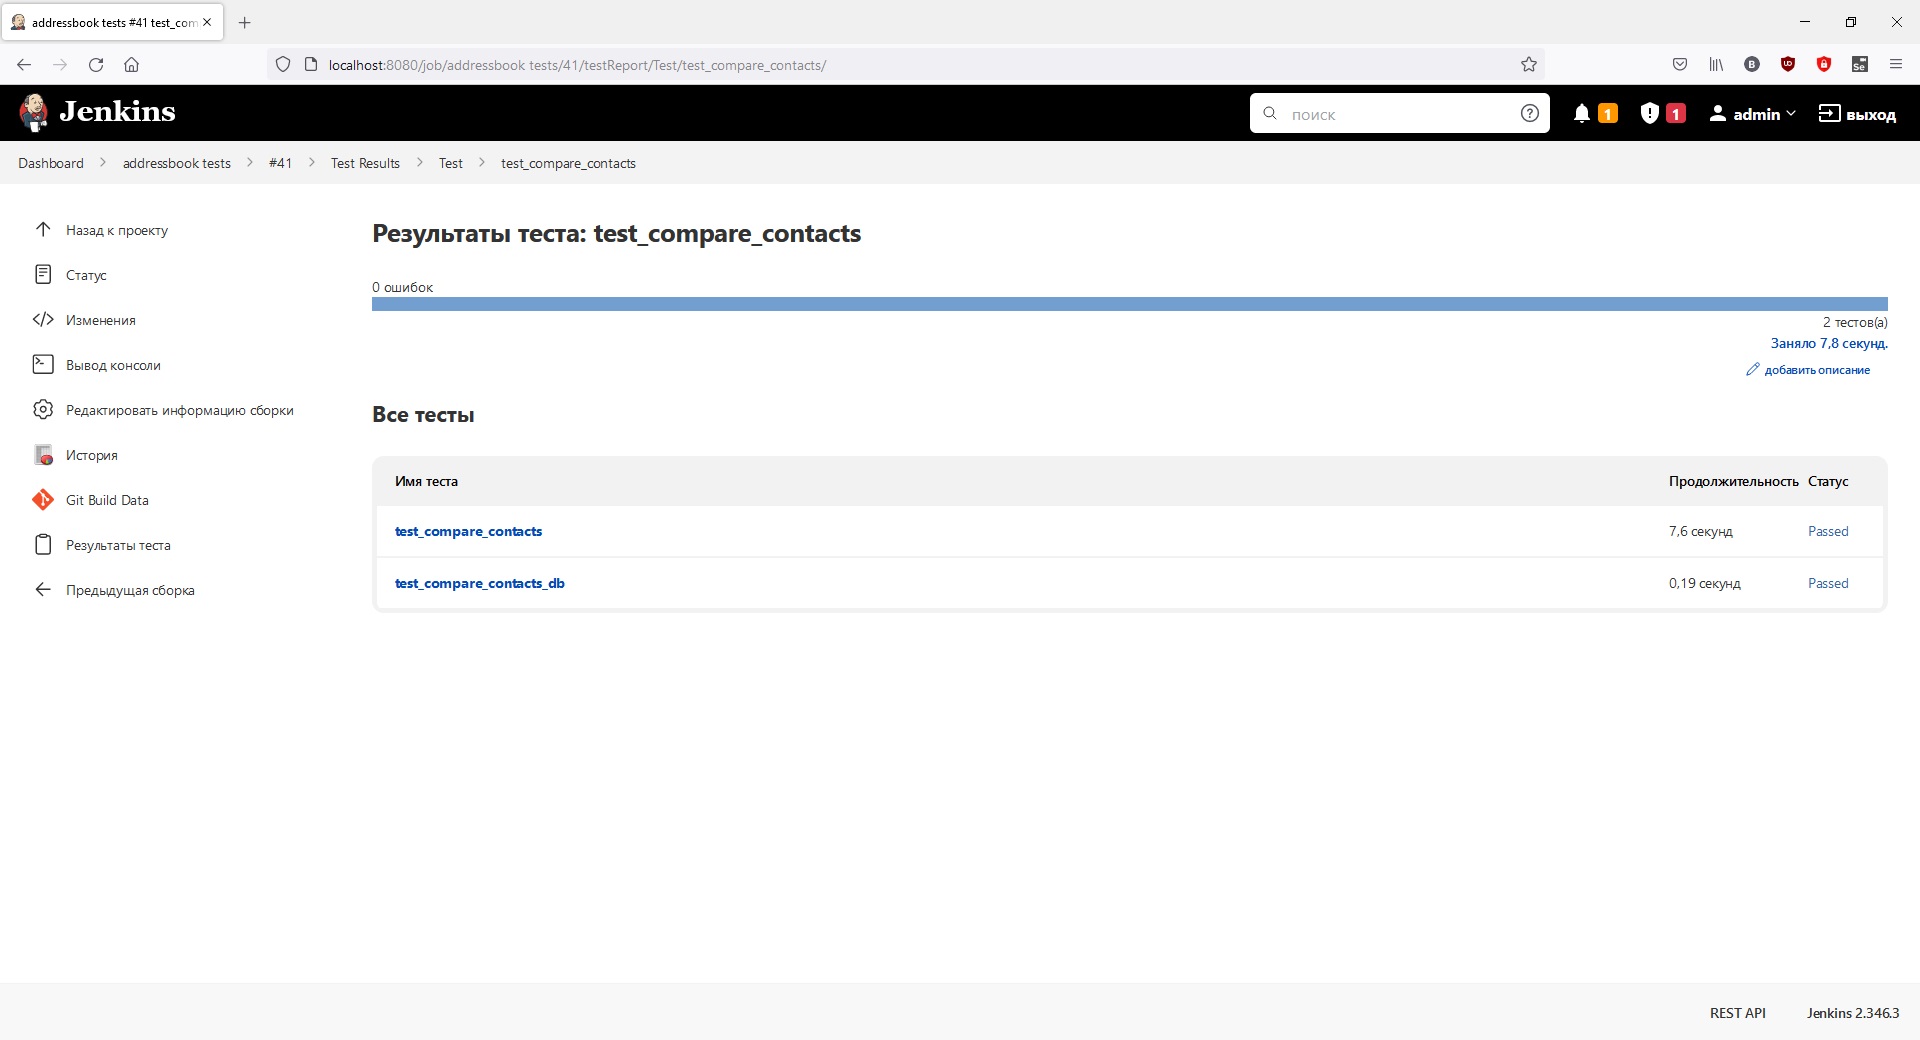 addressbook tests #41 test_com
localhost:8080/job/addressbook tests/41/testReport/Test/test_compare_contacts/
Jenkins
поиск
1
1
admin
выход
Dashboard
addressbook tests
#41
Test Results
Test
test_compare_contacts
Назад к проекту
Статус
Изменения
Вывод консоли
Редактировать информацию сборки
История
Git Build Data
Результаты теста
Предыдущая сборка
Результаты теста: test_compare_contacts
0 ошибок
2 тестов(а)
Заняло 7,8 секунд.
добавить описание
Все тесты
Имя теста Продолжительность Статус
test_compare_contacts 7,6 секунд Passed
test_compare_contacts_db 0,19 секунд Passed
REST API
Jenkins 2.346.3